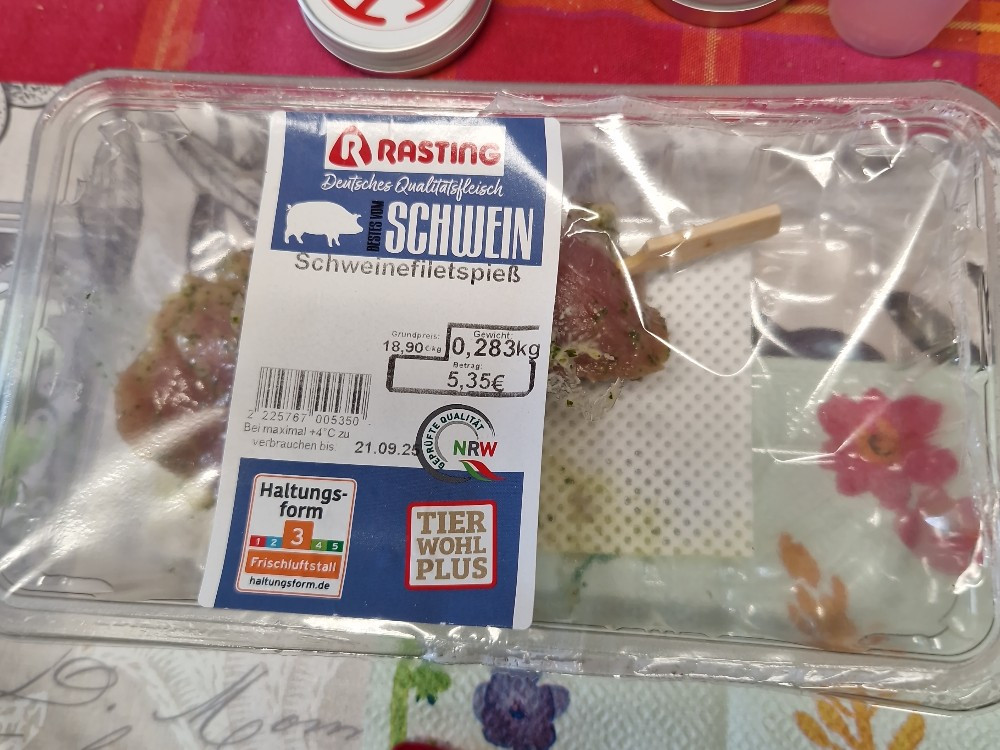 RASTING
Deutsches Qualitätsfleisch
BESTES VOM
SCHWEIN
Schweinefiletspieß
Grundpreis:
18,90 €/kg
Gewicht:
0,283kg
Betrag:
5,35€
2 225767 005350
Bei maximal +4°C zu
verbrauchen bis:
21.09.25
GEPRÜFTE QUALITÄT
NRW
Haltungs-
form
1 2 3 4 5
Frischluftstall
haltungsform.de
TIER
WOHL
PLUS
Mom